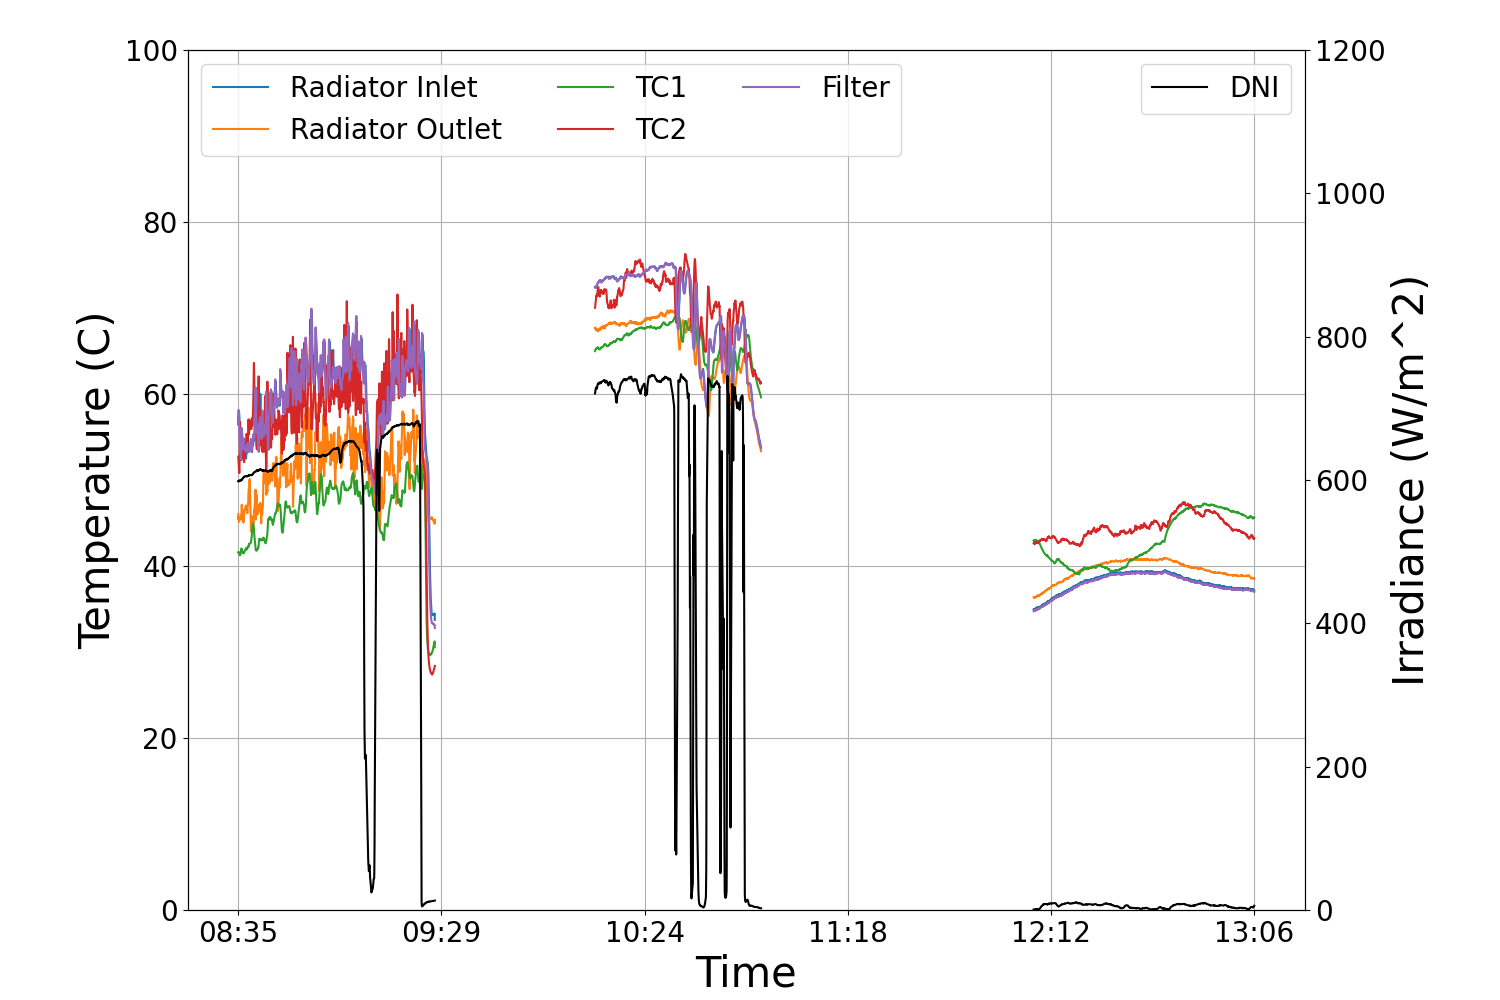 Radiator Inlet
Radiator Outlet
TC1
TC2
Filter
DNI
Temperature (C)
100
80
60
40
20
0
1200
1000
800
600
400
200
0
Irradiance (W/m^2)
08:35 09:29 10:24 11:18 12:12 13:06
Time